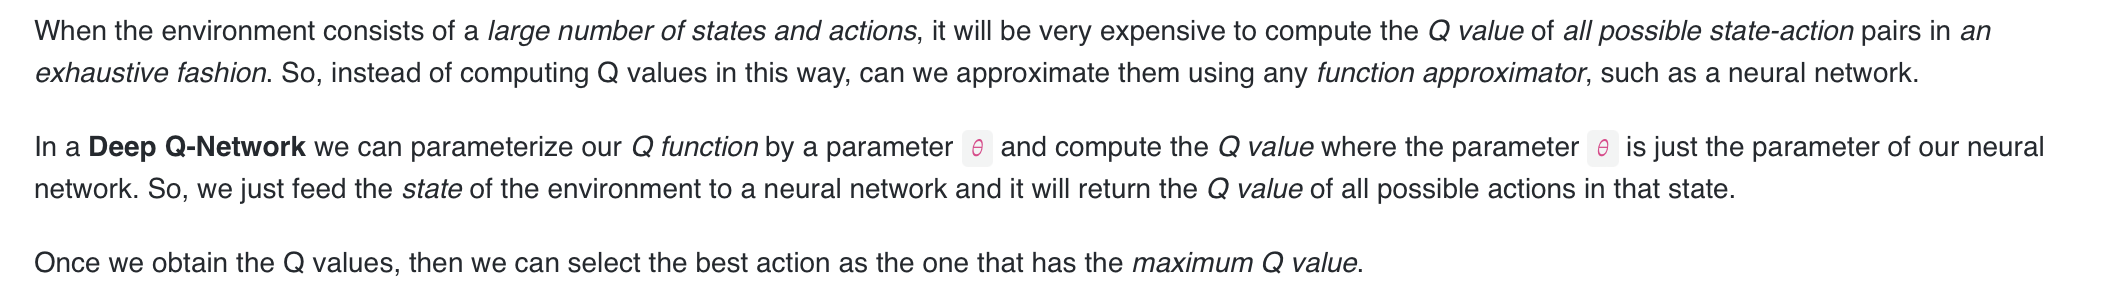 When the environment consists of a large number of states and actions, it will be very expensive to compute the Q value of all possible state-action pairs in an
exhaustive fashion. So, instead of computing Q values in this way, can we approximate them using any function approximator, such as a neural network.
In a Deep Q-Network we can parameterize our Q function by a parameter θ and compute the Q value where the parameter θ is just the parameter of our neural
network. So, we just feed the state of the environment to a neural network and it will return the Q value of all possible actions in that state.
Once we obtain the Q values, then we can select the best action as the one that has the maximum Q value.